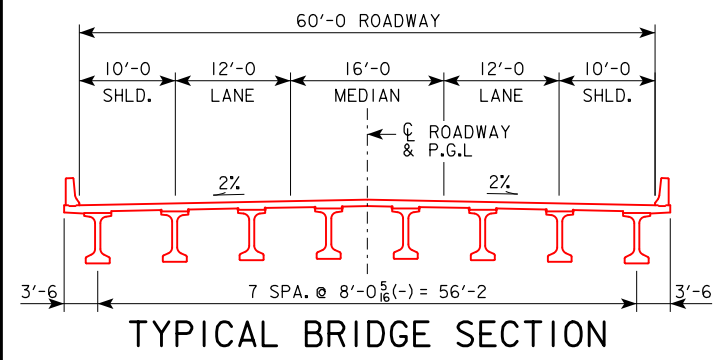 60'-0 ROADWAY
10'-0 12'-0 16'-0 12'-0 10'-0
SHLD. LANE MEDIAN LANE SHLD.
℄ ROADWAY
& P.G.L
2% 2%
3'-6 7 SPA. @ 8'-0 5/16(-) = 56'-2 3'-6
TYPICAL BRIDGE SECTION